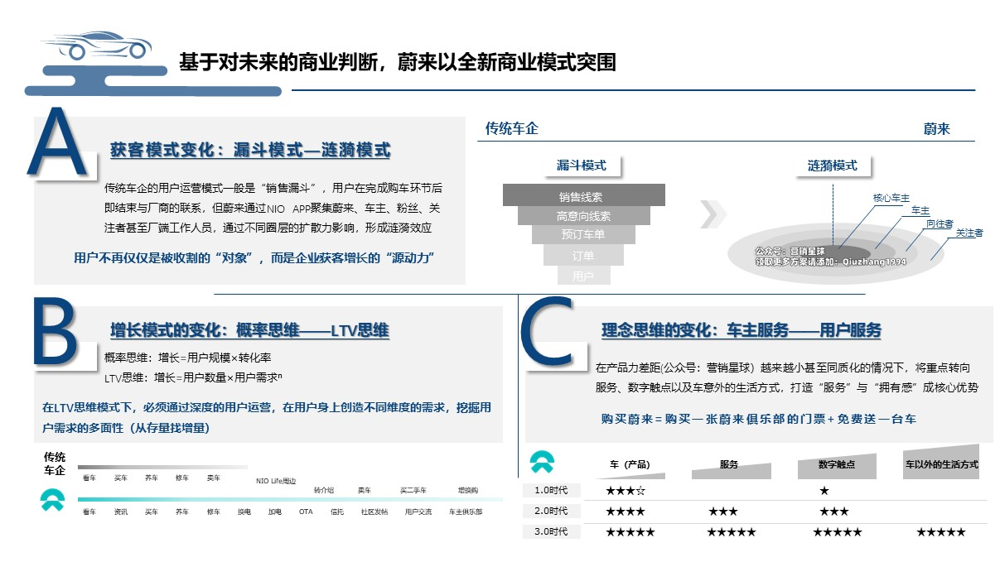 基于对未来的商业判断，蔚来以全新商业模式突围
A
获客模式变化：漏斗模式—涟漪模式
传统车企的用户运营模式一般是“销售漏斗”，用户在完成购车环节后
即结束与厂商的联系，但蔚来通过NIO APP聚集蔚来、车主、粉丝、关
注者甚至厂端工作人员，通过不同圈层的扩散力影响，形成涟漪效应
用户不再仅仅是被收割的“对象”，而是企业获客增长的“源动力”
传统车企
蔚来
漏斗模式
涟漪模式
销售线索
高意向线索
预订车单
订单
用户
核心车主
车主
向往者
关注者
公众号：营销星球
领取更多方案请添加：Qiuzhang1994
B
增长模式的变化：概率思维——LTV思维
概率思维：增长=用户规模×转化率
LTV思维：增长=用户数量×用户需求ⁿ
在LTV思维模式下，必须通过深度的用户运营，在用户身上创造不同维度的需求，挖掘用
户需求的多面性（从存量找增量）
传统
车企
看车 买车 养车 修车 卖车
NIO Life周边
转介绍 卖车 买二手车 增换购
看车 资讯 买车 养车 修车 换电 加电 OTA 信托 社区发帖 用户交流 车主俱乐部
C
理念思维的变化：车主服务——用户服务
在产品力差距(公众号：营销星球）越来越小甚至同质化的情况下，将重点转向
服务、数字触点以及车意外的生活方式，打造“服务”与“拥有感”成核心优势
购买蔚来=购买一张蔚来俱乐部的门票+免费送一台车
车（产品） 服务 数字触点 车以外的生活方式
1.0时代 ★★★☆ ★
2.0时代 ★★★★ ★★★ ★★★
3.0时代 ★★★★★ ★★★★★ ★★★★★ ★★★★★